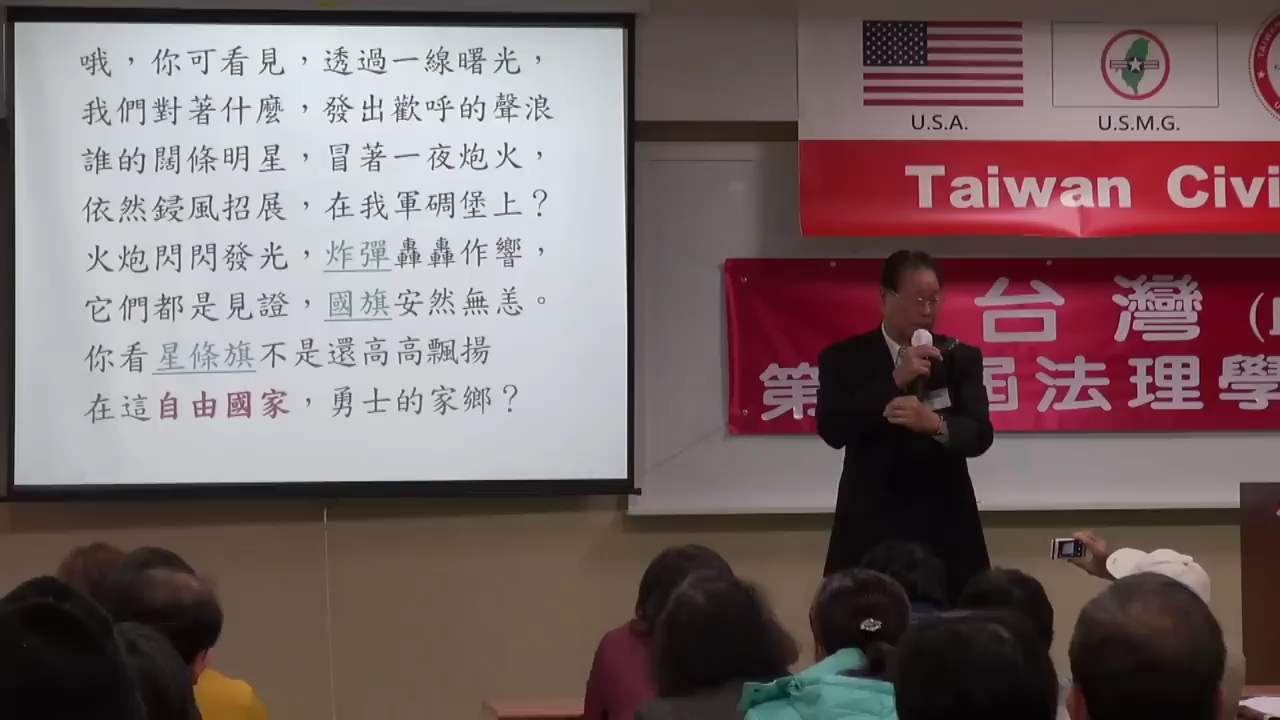 哦，你可看見，透過一線曙光，
我們對著什麼，發出歡呼的聲浪
誰的闊條明星，冒著一夜炮火，
依然鋟風招展，在我軍碉堡上？
火炮閃閃發光，炸彈轟轟作響，
它們都是見證，國旗安然無恙。
你看星條旗不是還高高飄揚
在這自由國家，勇士的家鄉？
U.S.A.
U.S.M.G.
Taiwan Civi
台灣
第 屆法理學